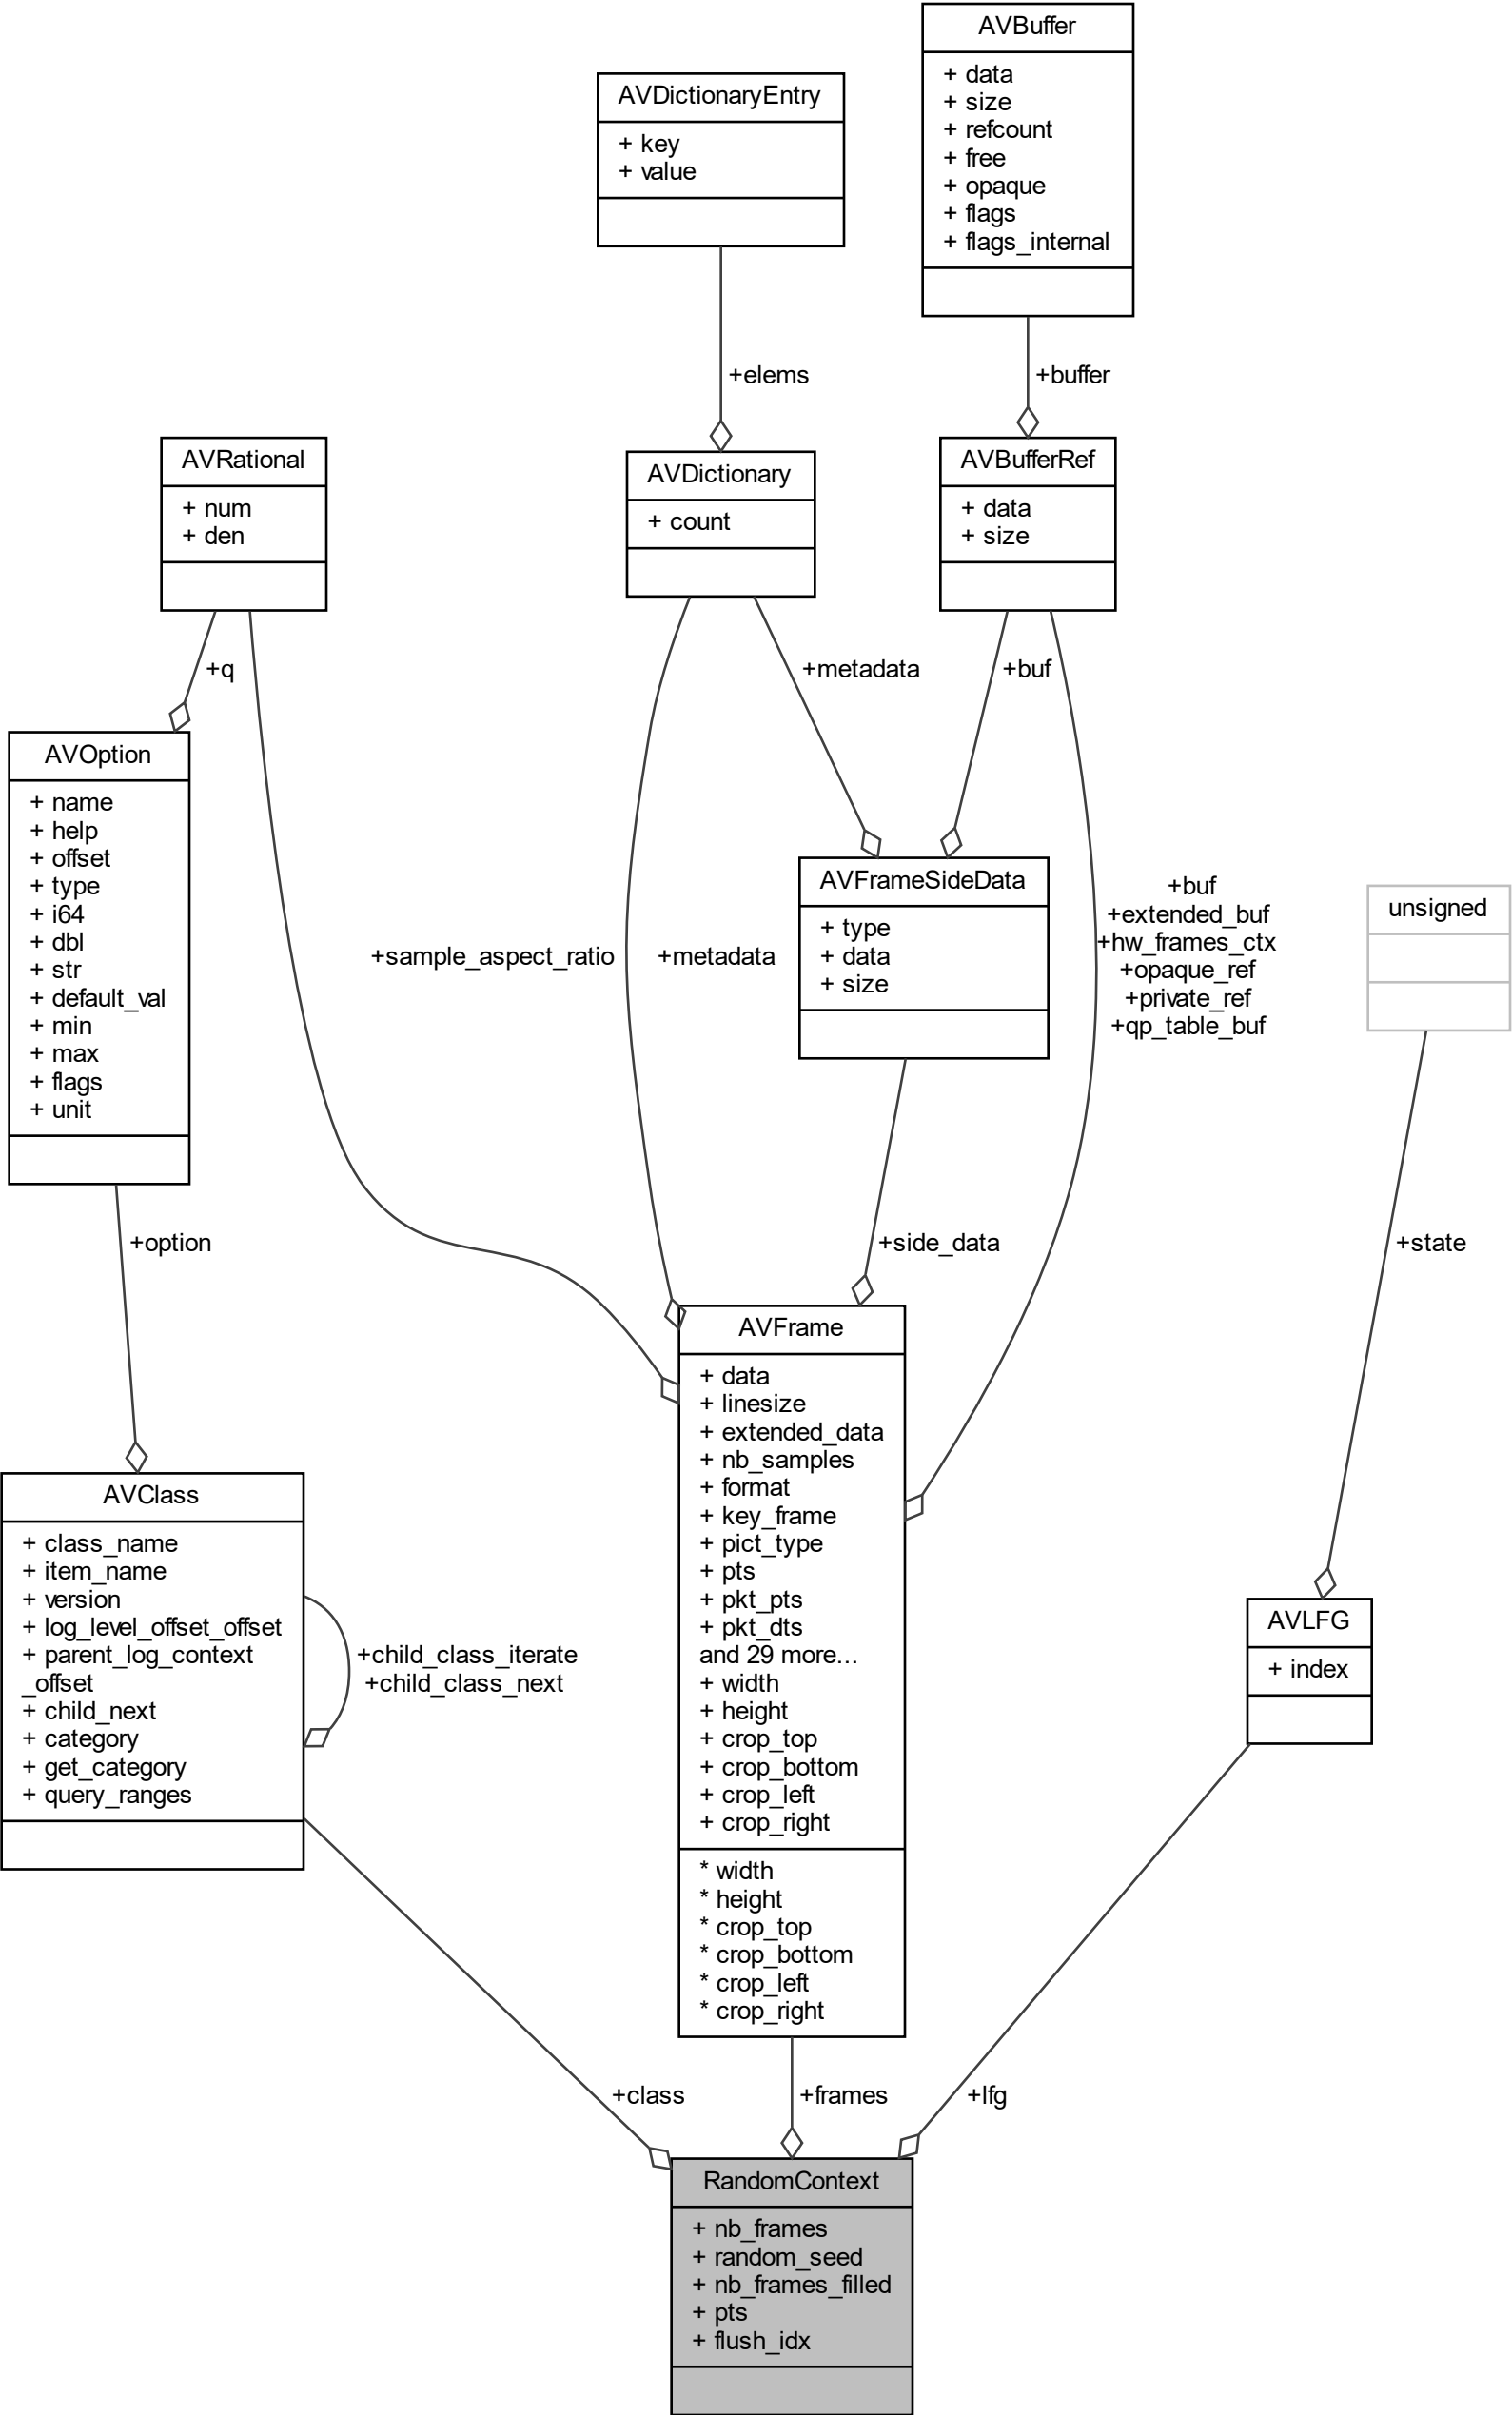 AVBuffer
+ data
+ size
+ refcount
+ free
+ opaque
+ flags
+ flags_internal
AVDictionaryEntry
+ key
+ value
+elems
+buffer
AVRational
+ num
+ den
AVDictionary
+ count
AVBufferRef
+ data
+ size
+q
+metadata
+buf
AVOption
+ name
+ help
+ offset
+ type
+ i64
+ dbl
+ str
+ default_val
+ min
+ max
+ flags
+ unit
+sample_aspect_ratio
+metadata
AVFrameSideData
+ type
+ data
+ size
+buf
+extended_buf
+hw_frames_ctx
+opaque_ref
+private_ref
+qp_table_buf
unsigned
+option
+side_data
+state
AVFrame
+ data
+ linesize
+ extended_data
+ nb_samples
+ format
+ key_frame
+ pict_type
+ pts
+ pkt_pts
+ pkt_dts
and 29 more...
+ width
+ height
+ crop_top
+ crop_bottom
+ crop_left
+ crop_right
* width
* height
* crop_top
* crop_bottom
* crop_left
* crop_right
AVClass
+ class_name
+ item_name
+ version
+ log_level_offset_offset
+ parent_log_context
_offset
+ child_next
+ category
+ get_category
+ query_ranges
+child_class_iterate
+child_class_next
AVLFG
+ index
+class
+frames
+lfg
RandomContext
+ nb_frames
+ random_seed
+ nb_frames_filled
+ pts
+ flush_idx